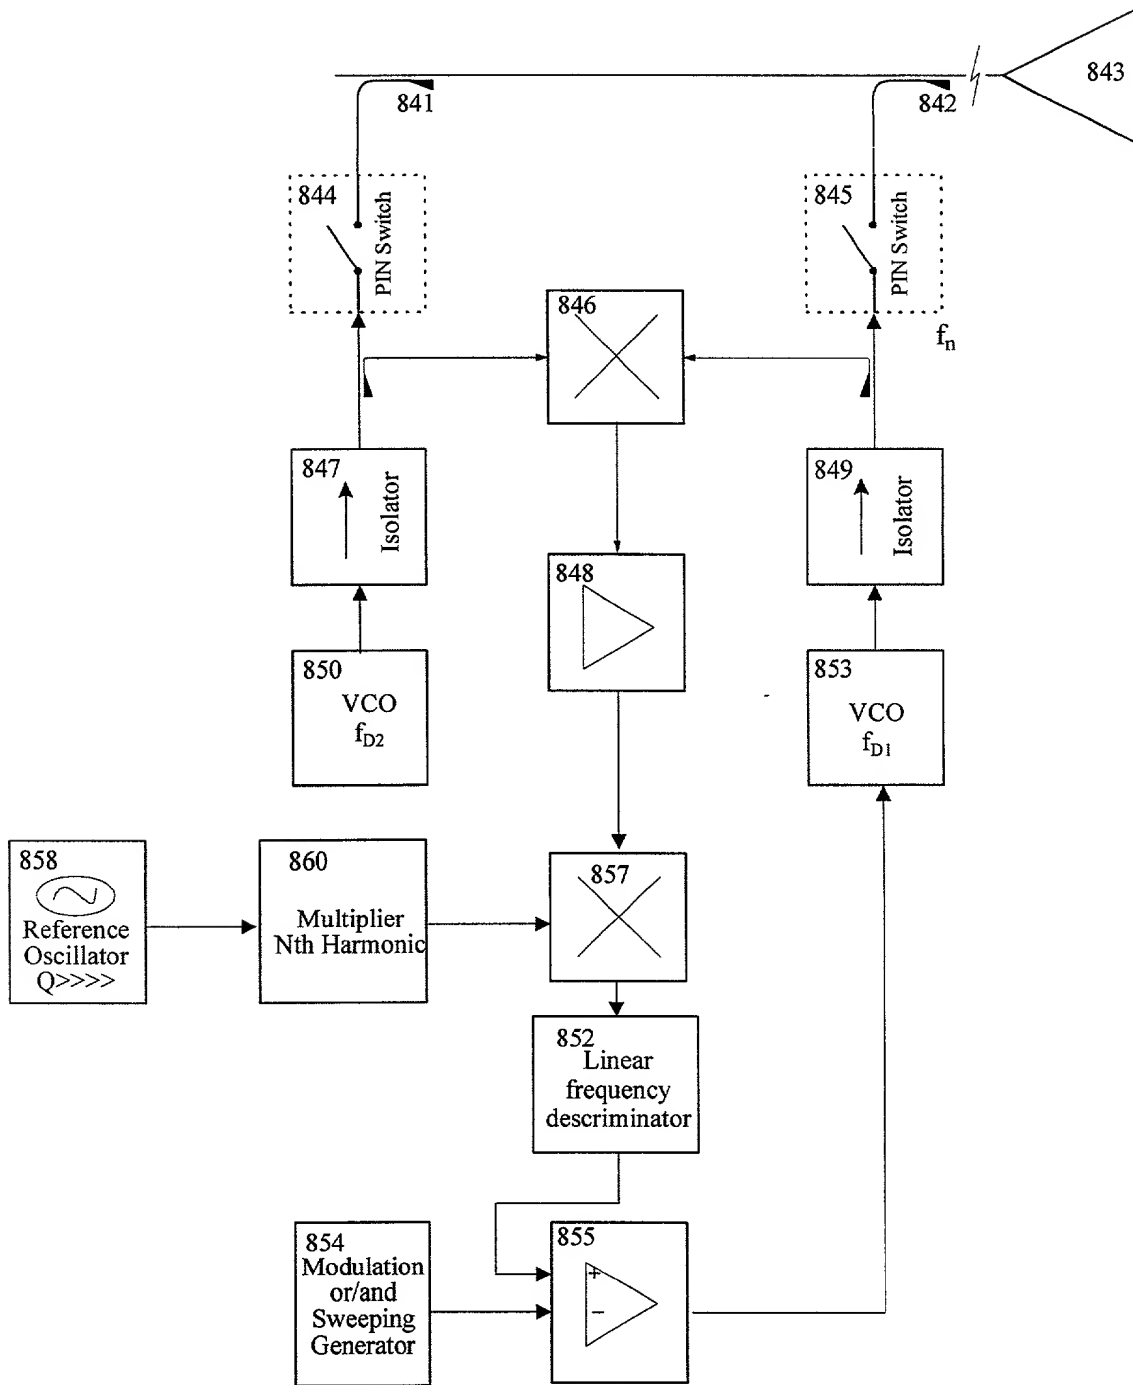 843
841
842
844
PIN Switch
845
PIN Switch
846
fn
847
Isolator
849
Isolator
848
850
VCO
fD2
853
VCO
fD1
858
Reference
Oscillator
Q>>>>
860
Multiplier
Nth Harmonic
857
852
Linear
frequency
descriminator
854
Modulation
or/and
Sweeping
Generator
855
+
−